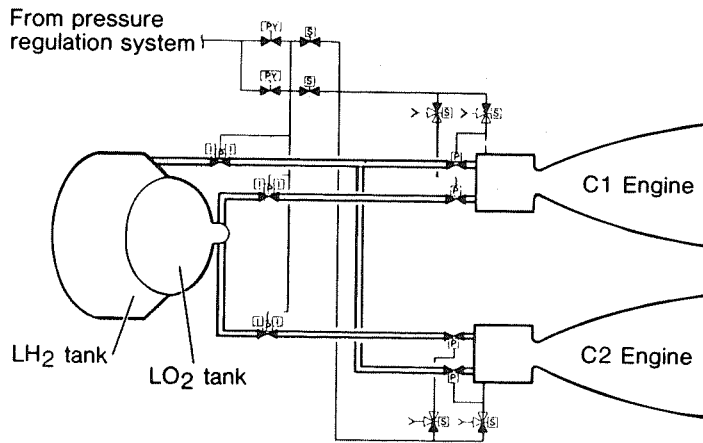 From pressure
regulation system
PY
S
PY
S
S
S
I P I
P
I P I
P
C1 Engine
I P I
P
LH2 tank
LO2 tank
P
C2 Engine
S
S